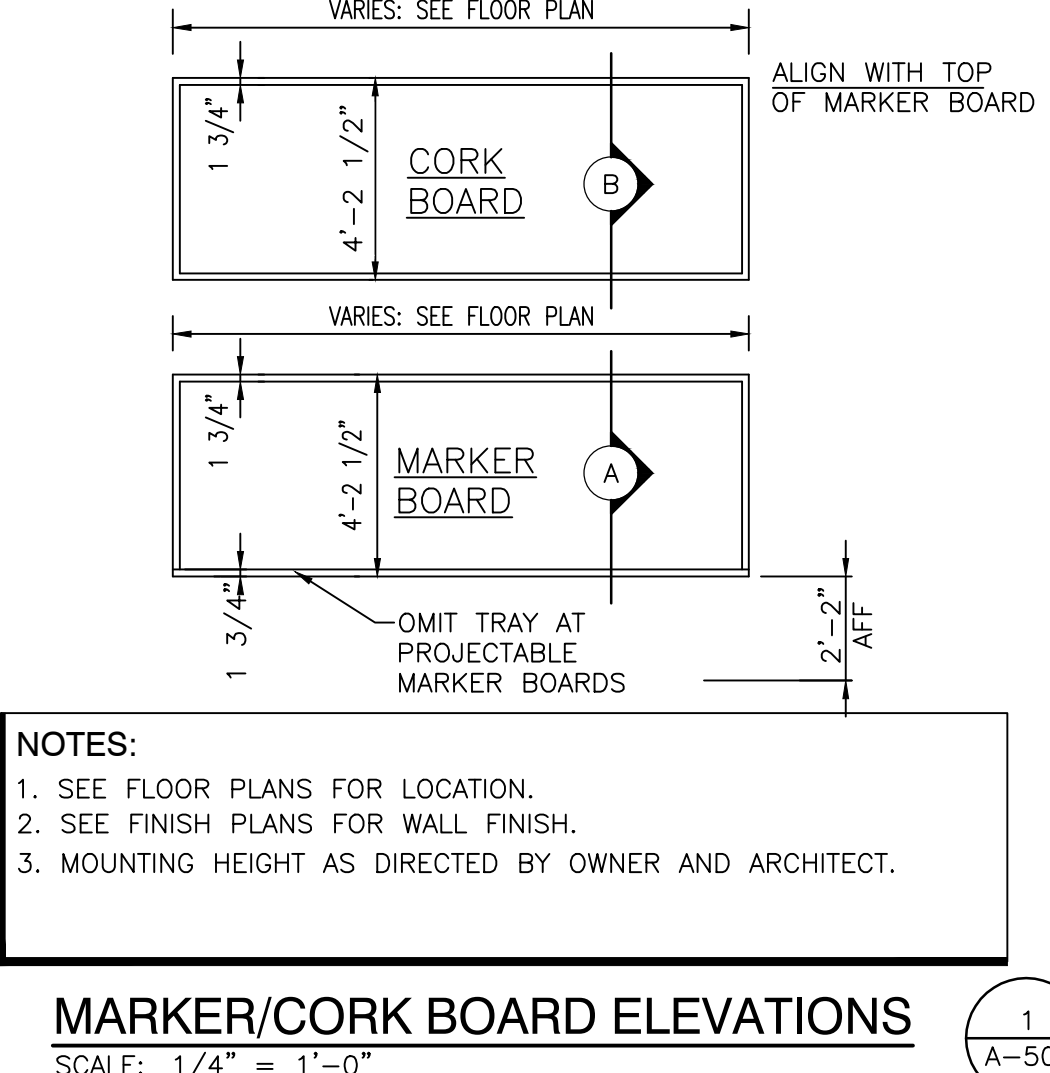 VARIES: SEE FLOOR PLAN
ALIGN WITH TOP
OF MARKER BOARD
1 3/4"
4'-2 1/2"
CORK
BOARD
B
VARIES: SEE FLOOR PLAN
1 3/4"
4'-2 1/2"
MARKER
BOARD
A
1 3/4"
OMIT TRAY AT
PROJECTABLE
MARKER BOARDS
2'-2"
AFF
NOTES:
1. SEE FLOOR PLANS FOR LOCATION.
2. SEE FINISH PLANS FOR WALL FINISH.
3. MOUNTING HEIGHT AS DIRECTED BY OWNER AND ARCHITECT.
MARKER/CORK BOARD ELEVATIONS
SCALE: 1/4" = 1'-0"
1